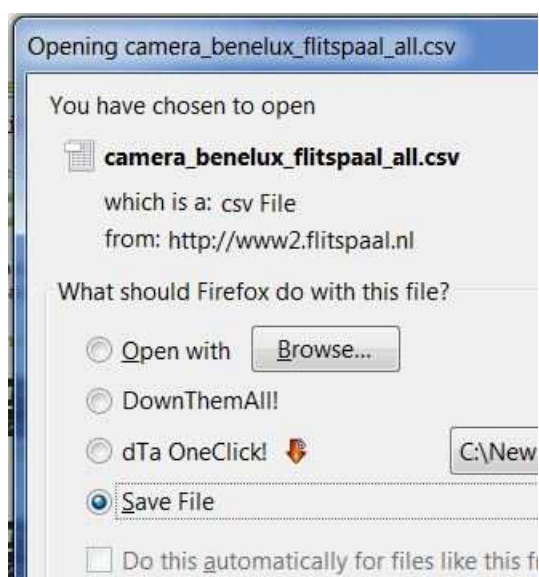 Opening camera_benelux_flitspaal_all.csv
You have chosen to open
camera_benelux_flitspaal_all.csv
which is a: csv File
from: http://www2.flitspaal.nl
What should Firefox do with this file?
Open with Browse...
DownThemAll!
dTa OneClick! C:\New
Save File
Do this automatically for files like this